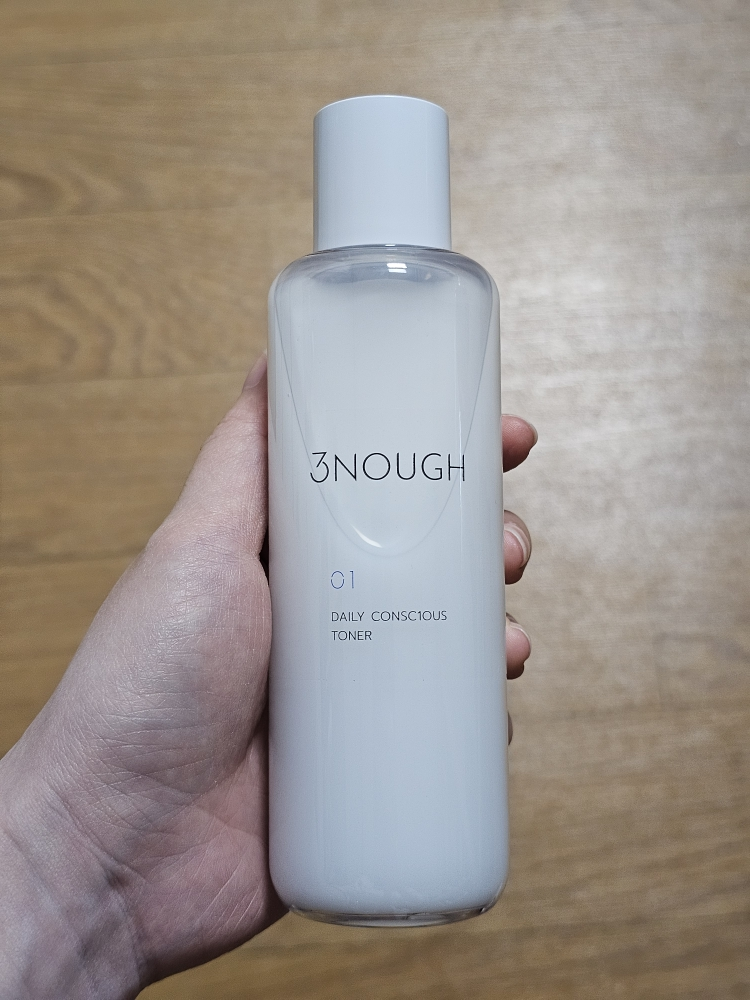 3NOUGH
01
DAILY CONSC1OUS
TONER